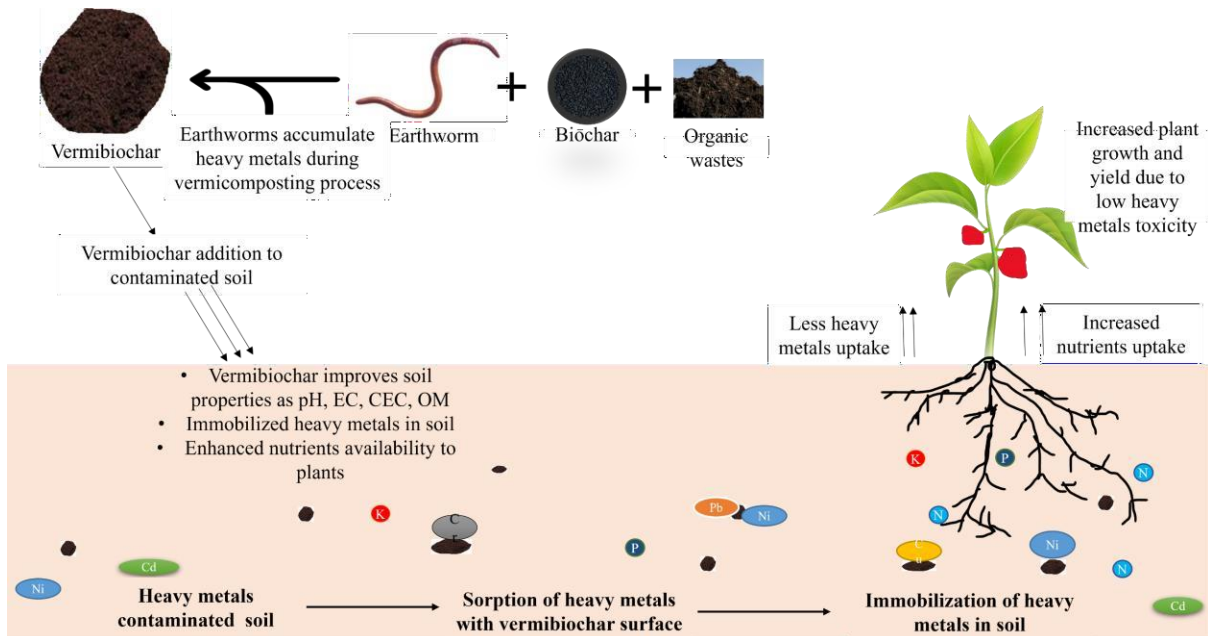 Vermibiochar
Earthworms accumulate
heavy metals during
vermicomposting process
Earthworm
+
Biochar
+
Organic
wastes
Vermibiochar addition to
contaminated soil
Increased plant
growth and
yield due to
low heavy
metals toxicity
Less heavy
metals uptake
Increased
nutrients uptake
• Vermibiochar improves soil
properties as pH, EC, CEC, OM
• Immobilized heavy metals in soil
• Enhanced nutrients availability to
plants
K
P
N
K
Cr
Pb
Ni
N
P
Cu
Ni
N
Cd
Ni
Cd
Heavy metals
contaminated soil
Sorption of heavy metals
with vermibiochar surface
Immobilization of heavy
metals in soil